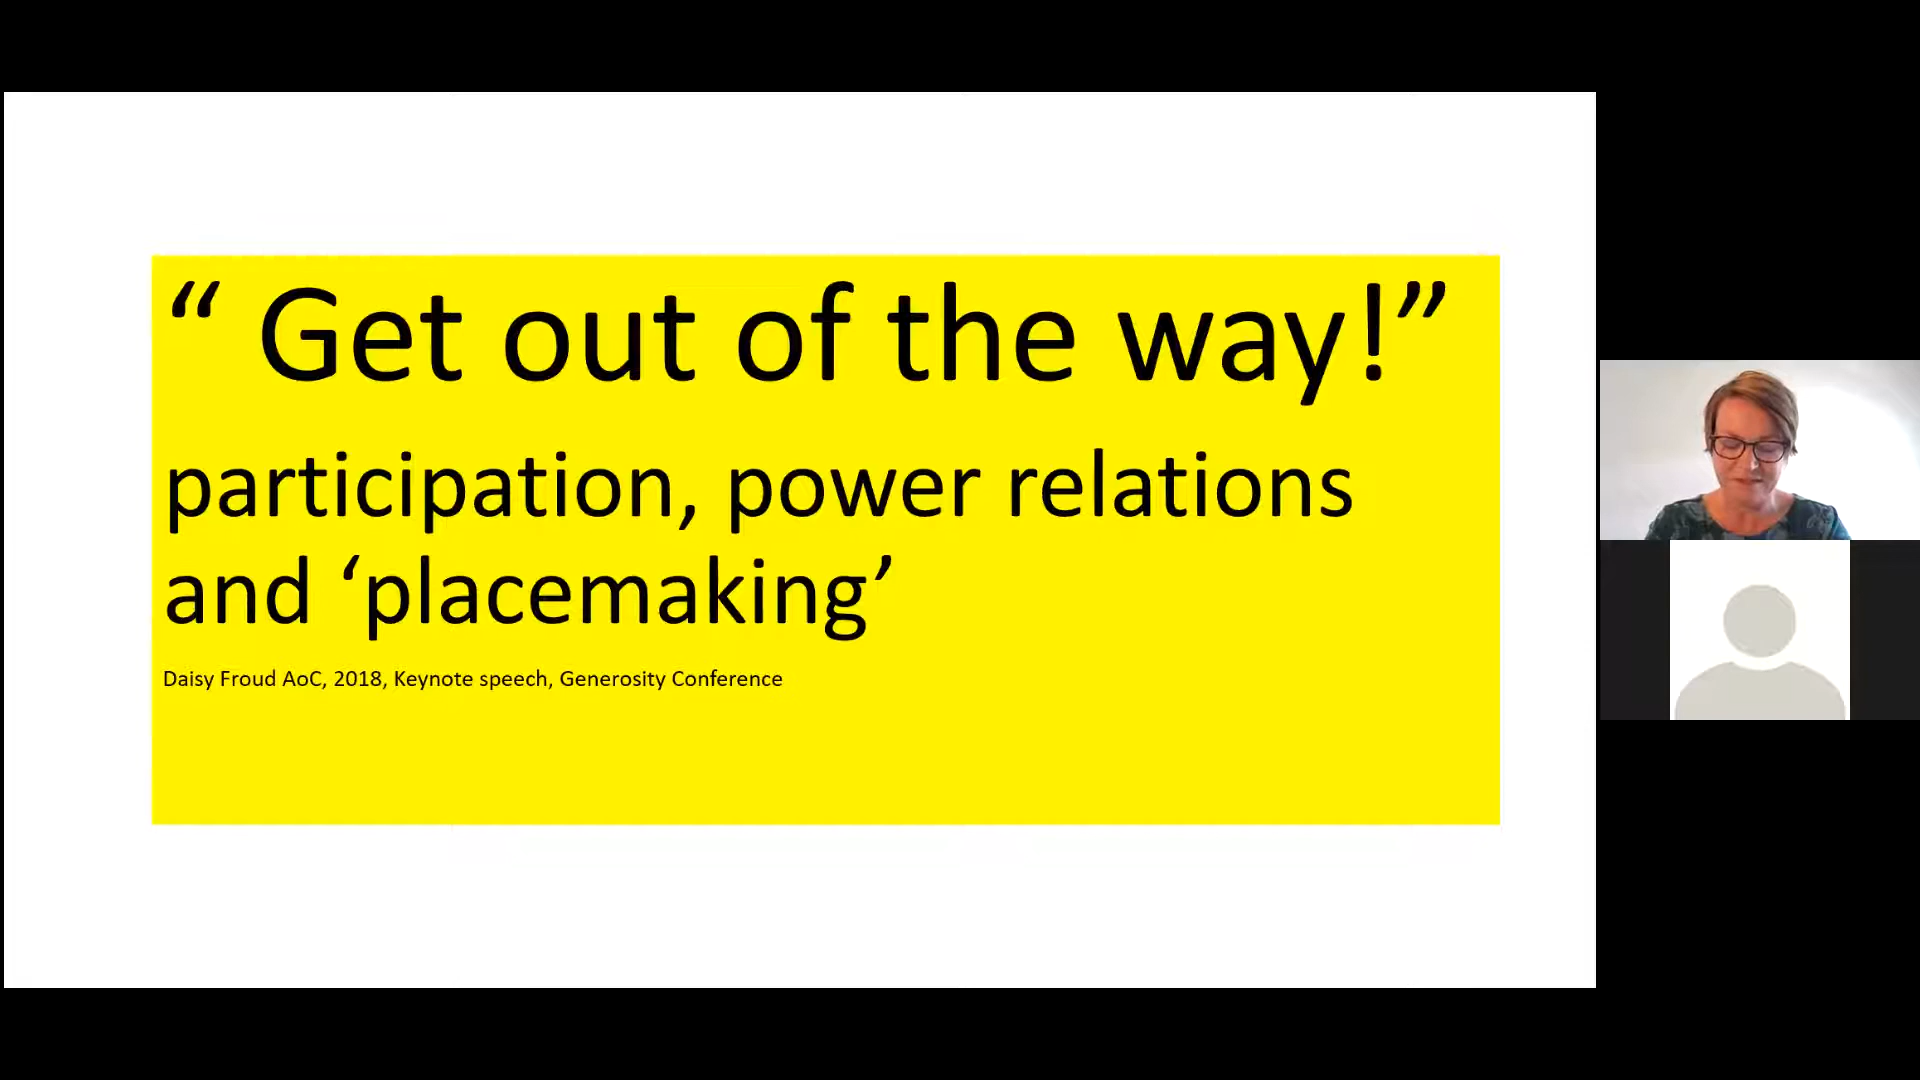 “ Get out of the way!”
participation, power relations
and ‘placemaking’
Daisy Froud AoC, 2018, Keynote speech, Generosity Conference